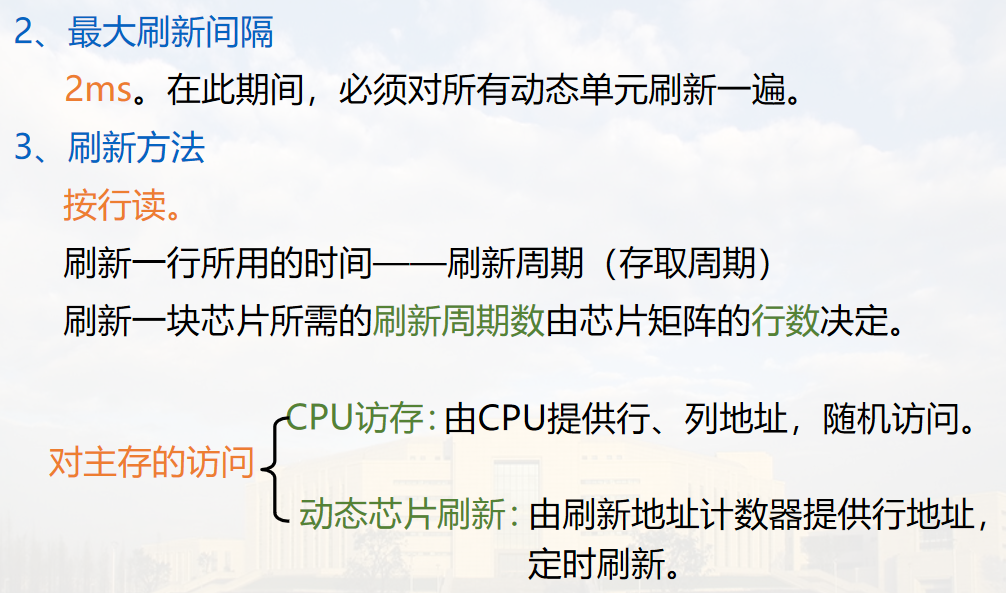 2、最大刷新间隔
2ms。在此期间，必须对所有动态单元刷新一遍。
3、刷新方法
按行读。
刷新一行所用的时间——刷新周期（存取周期）
刷新一块芯片所需的刷新周期数由芯片矩阵的行数决定。
对主存的访问
CPU访存：由CPU提供行、列地址，随机访问。
动态芯片刷新：由刷新地址计数器提供行地址，
定时刷新。